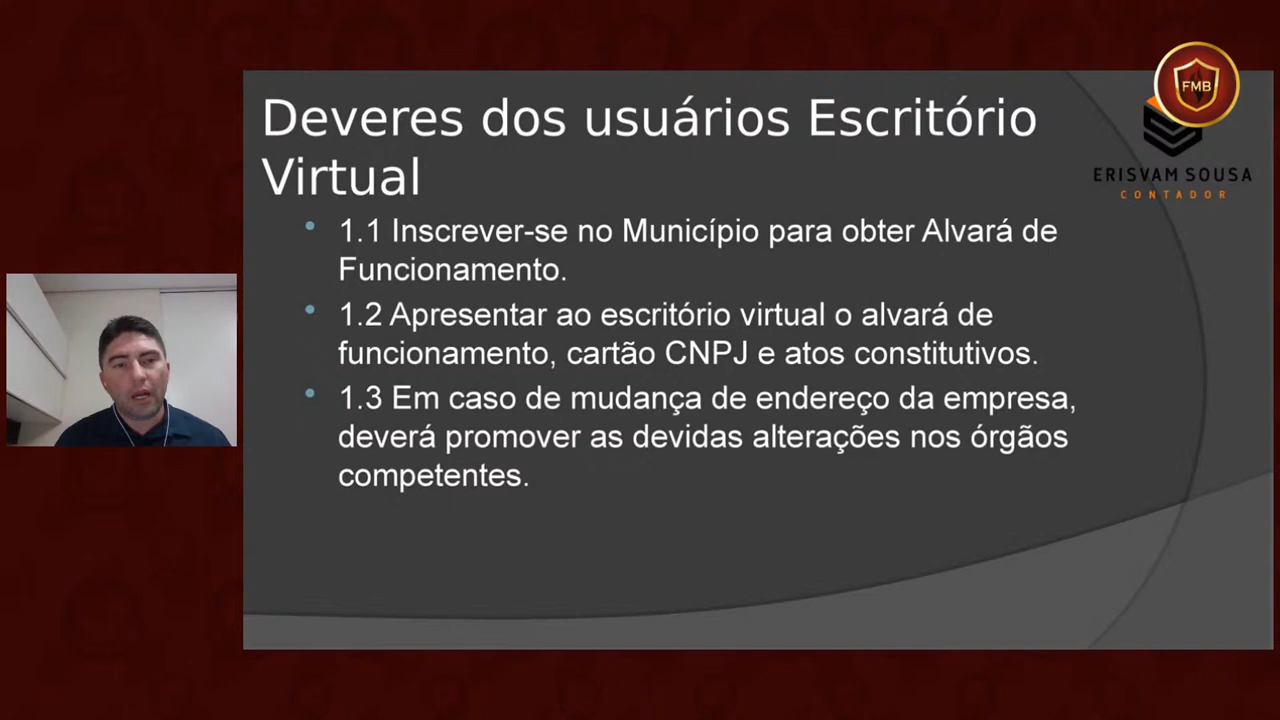 FMB
Deveres dos usuários Escritório
Virtual
ERISVAM SOUSA
CONTADOR
1.1 Inscrever-se no Município para obter Alvará de
Funcionamento.
1.2 Apresentar ao escritório virtual o alvará de
funcionamento, cartão CNPJ e atos constitutivos.
1.3 Em caso de mudança de endereço da empresa,
deverá promover as devidas alterações nos órgãos
competentes.